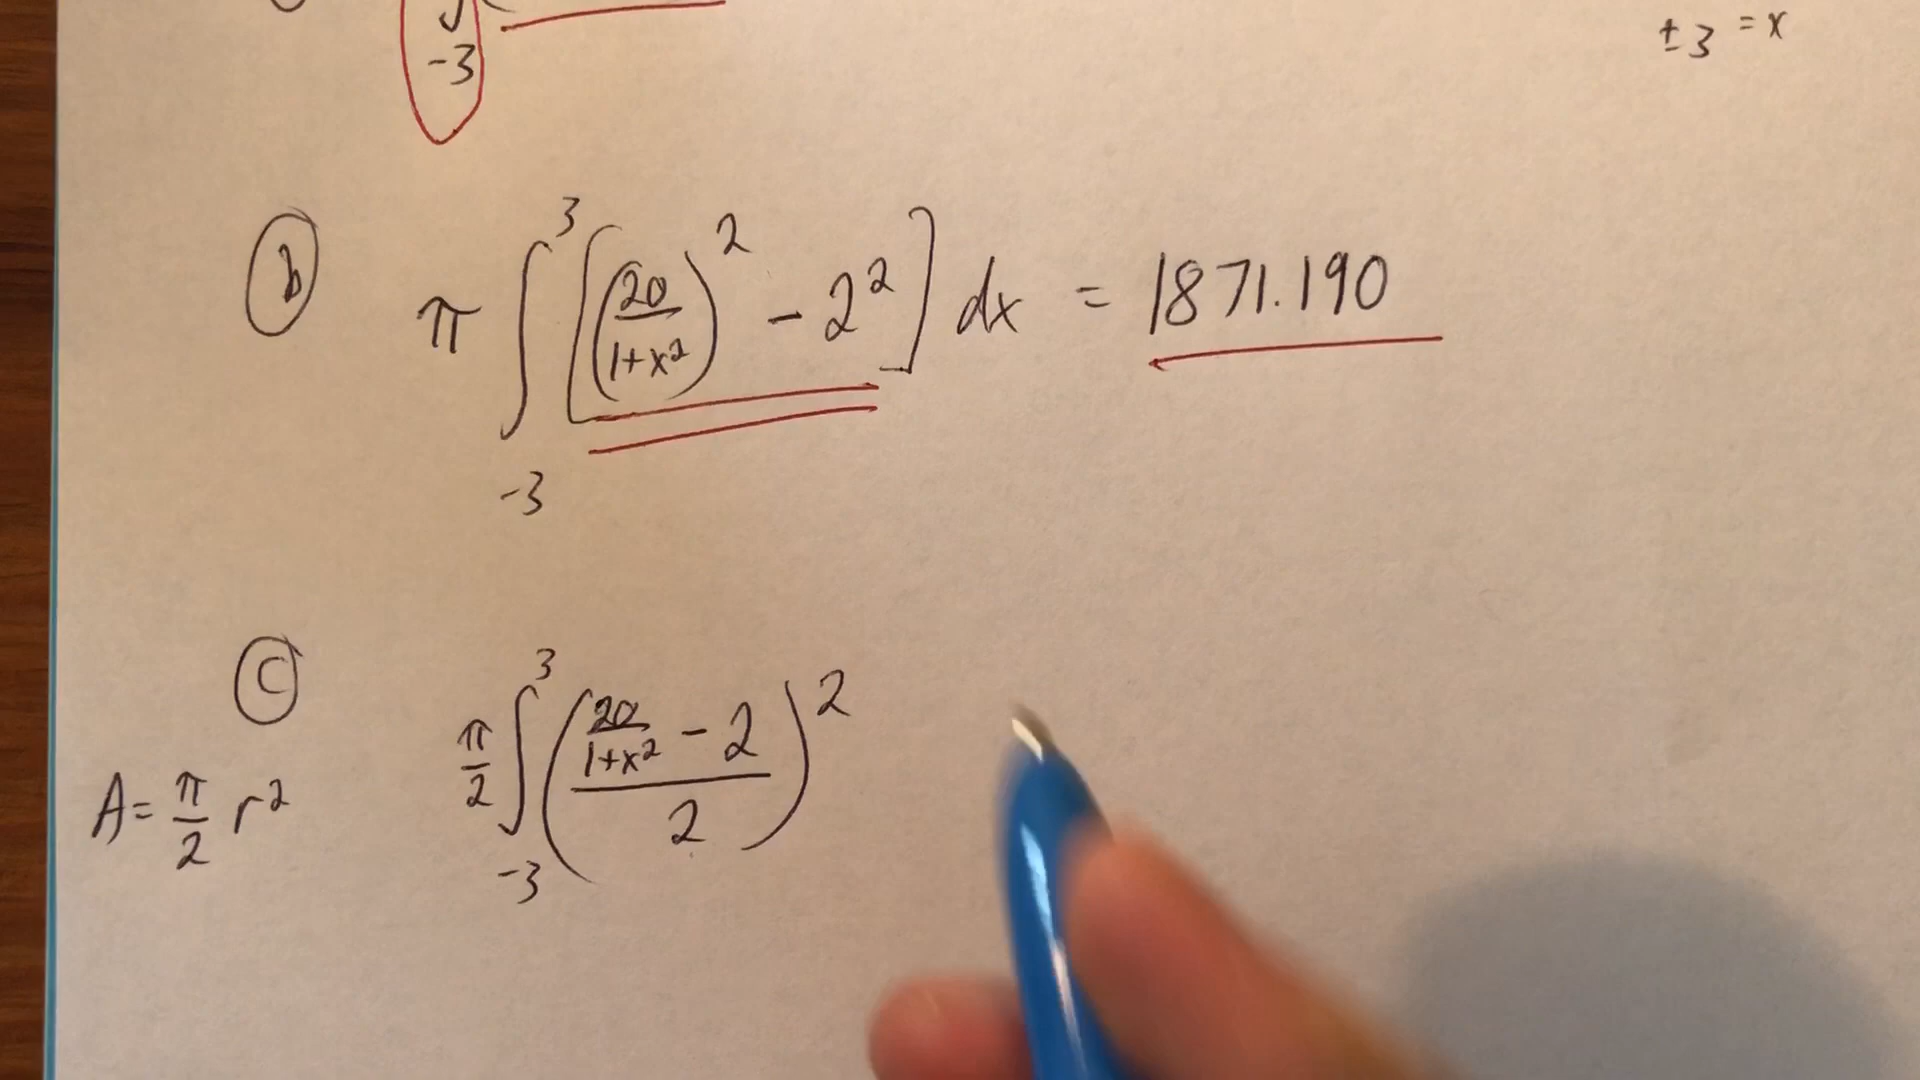 -3
± 3 = x
(b) π ∫_{-3}^{3} [(20/(1+x²))² - 2²] dx = 1871.190
(c) π/2 ∫_{-3}^{3} ((20/(1+x²) - 2)/2)²
A = π/2 r²